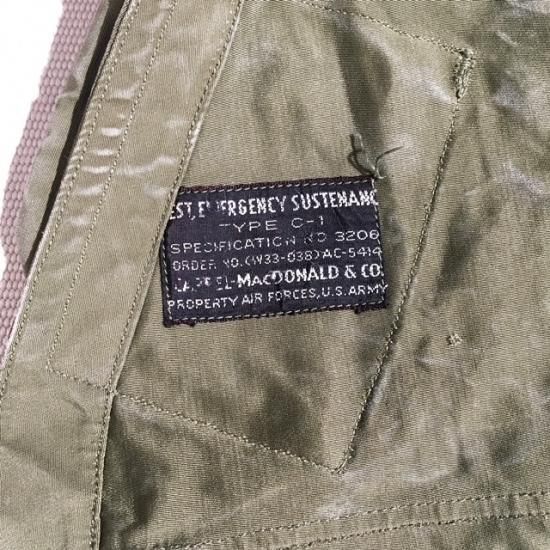 EST, EMERGENCY SUSTENANC
TYPE C-1
SPECIFICATION NO 3206
ORDER NO. (W33-038) AC-5414
-MACDONALD & CO.
PROPERTY AIR FORCES, U.S. ARMY